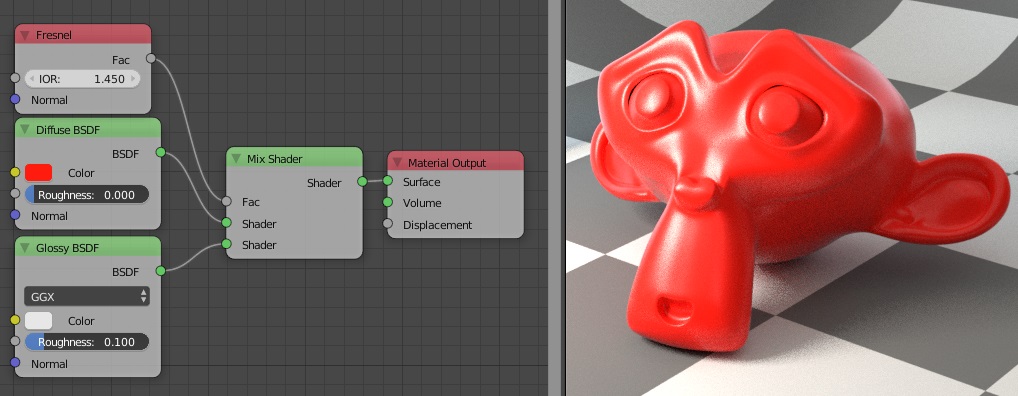 Fresnel
Fac
IOR: 1.450
Normal
Diffuse BSDF
BSDF
Color
Roughness: 0.000
Normal
Glossy BSDF
BSDF
GGX
Color
Roughness: 0.100
Normal
Mix Shader
Shader
Fac
Shader
Shader
Material Output
Surface
Volume
Displacement